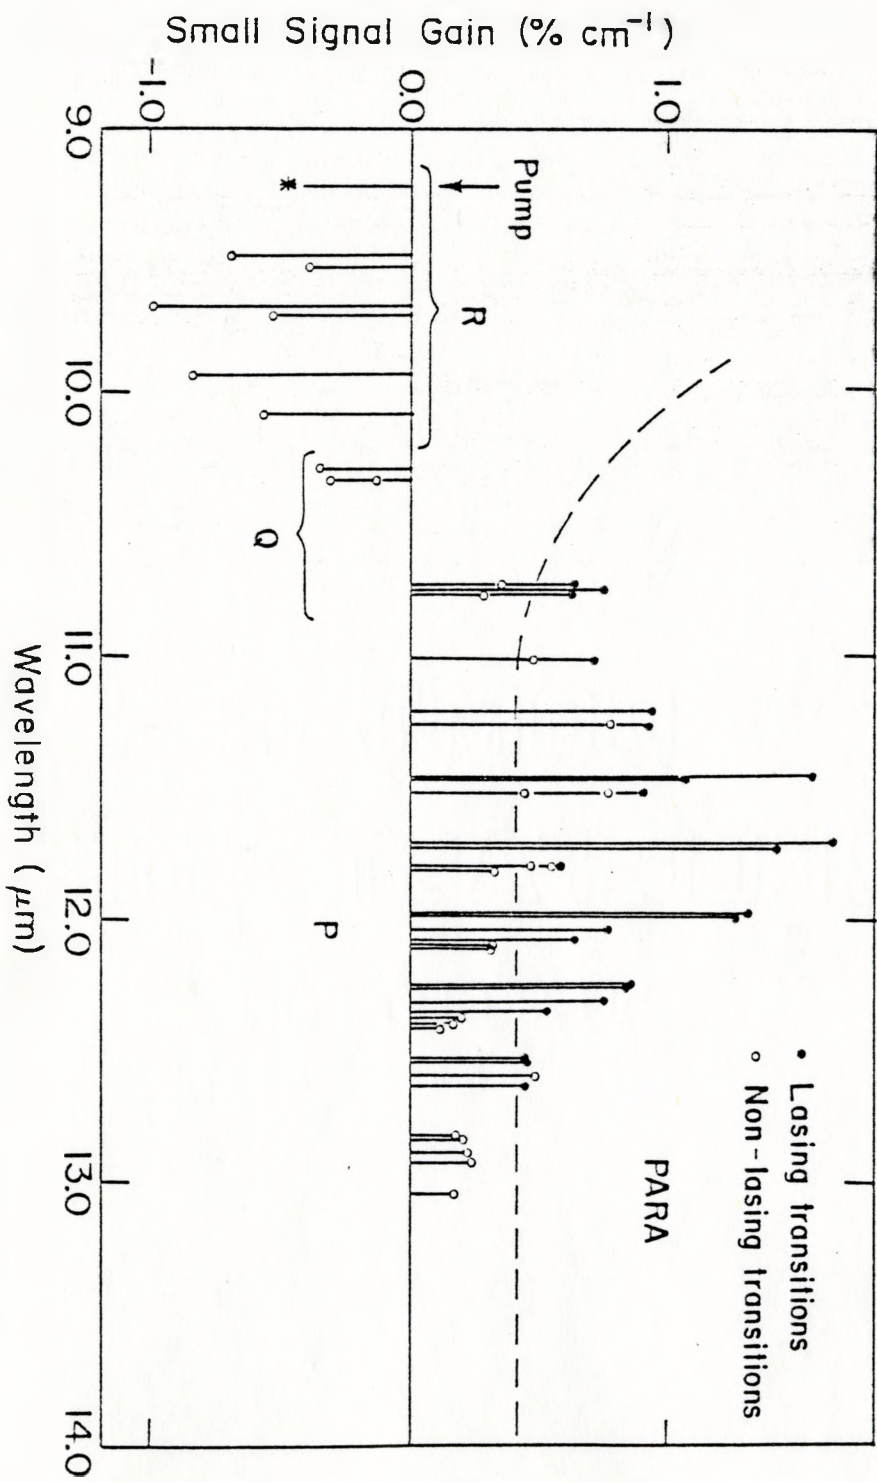 Small Signal Gain (% cm⁻¹)
1.0
0.0
-1.0
Pump
*
R
Q
P
PARA
• Lasing transitions
○ Non-lasing transitions
9.0
10.0
11.0
12.0
13.0
14.0
Wavelength (μm)